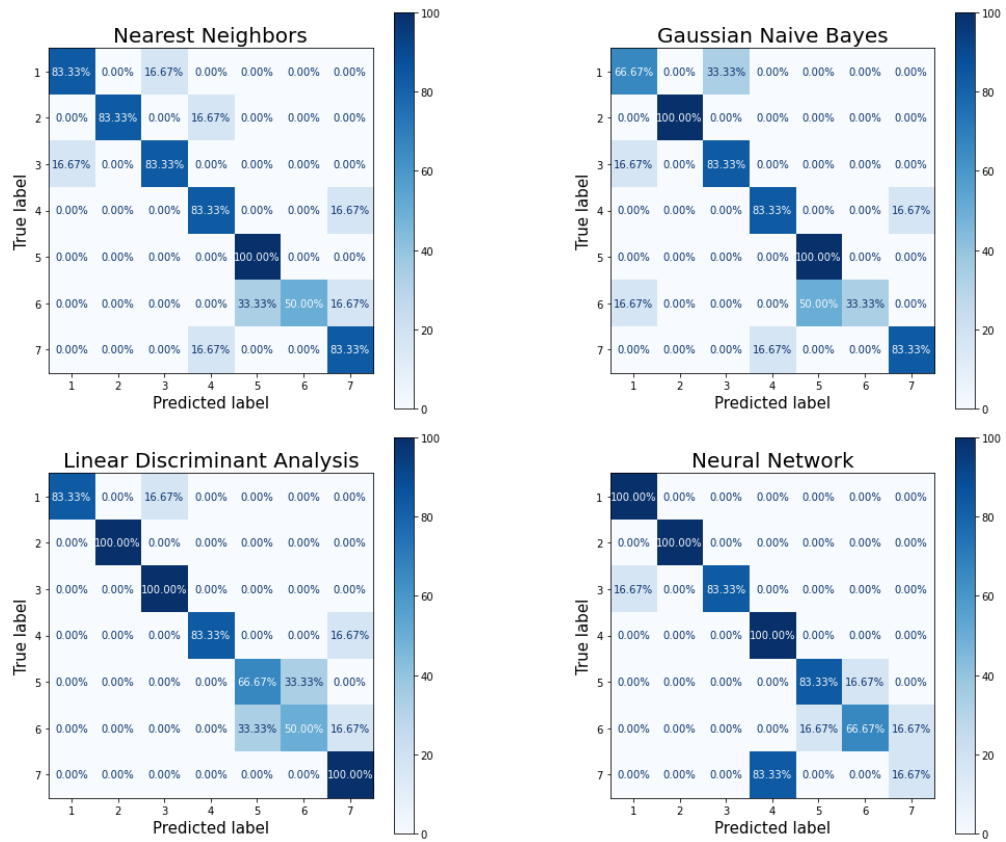 Nearest Neighbors
100
80
60
40
20
0
True label
1 83.33% 0.00% 16.67% 0.00% 0.00% 0.00% 0.00%
2 0.00% 83.33% 0.00% 16.67% 0.00% 0.00% 0.00%
3 16.67% 0.00% 83.33% 0.00% 0.00% 0.00% 0.00%
4 0.00% 0.00% 0.00% 83.33% 0.00% 0.00% 16.67%
5 0.00% 0.00% 0.00% 0.00% 100.00% 0.00% 0.00%
6 0.00% 0.00% 0.00% 0.00% 33.33% 50.00% 16.67%
7 0.00% 0.00% 0.00% 16.67% 0.00% 0.00% 83.33%
1 2 3 4 5 6 7
Predicted label
Gaussian Naive Bayes
100
80
60
40
20
0
True label
1 66.67% 0.00% 33.33% 0.00% 0.00% 0.00% 0.00%
2 0.00% 100.00% 0.00% 0.00% 0.00% 0.00% 0.00%
3 16.67% 0.00% 83.33% 0.00% 0.00% 0.00% 0.00%
4 0.00% 0.00% 0.00% 83.33% 0.00% 0.00% 16.67%
5 0.00% 0.00% 0.00% 0.00% 100.00% 0.00% 0.00%
6 16.67% 0.00% 0.00% 0.00% 50.00% 33.33% 0.00%
7 0.00% 0.00% 0.00% 16.67% 0.00% 0.00% 83.33%
1 2 3 4 5 6 7
Predicted label
Linear Discriminant Analysis
100
80
60
40
20
0
True label
1 83.33% 0.00% 16.67% 0.00% 0.00% 0.00% 0.00%
2 0.00% 100.00% 0.00% 0.00% 0.00% 0.00% 0.00%
3 0.00% 0.00% 100.00% 0.00% 0.00% 0.00% 0.00%
4 0.00% 0.00% 0.00% 83.33% 0.00% 0.00% 16.67%
5 0.00% 0.00% 0.00% 0.00% 66.67% 33.33% 0.00%
6 0.00% 0.00% 0.00% 0.00% 33.33% 50.00% 16.67%
7 0.00% 0.00% 0.00% 0.00% 0.00% 0.00% 100.00%
1 2 3 4 5 6 7
Predicted label
Neural Network
100
80
60
40
20
0
True label
1 100.00% 0.00% 0.00% 0.00% 0.00% 0.00% 0.00%
2 0.00% 100.00% 0.00% 0.00% 0.00% 0.00% 0.00%
3 16.67% 0.00% 83.33% 0.00% 0.00% 0.00% 0.00%
4 0.00% 0.00% 0.00% 100.00% 0.00% 0.00% 0.00%
5 0.00% 0.00% 0.00% 0.00% 83.33% 16.67% 0.00%
6 0.00% 0.00% 0.00% 0.00% 16.67% 66.67% 16.67%
7 0.00% 0.00% 0.00% 83.33% 0.00% 0.00% 16.67%
1 2 3 4 5 6 7
Predicted label